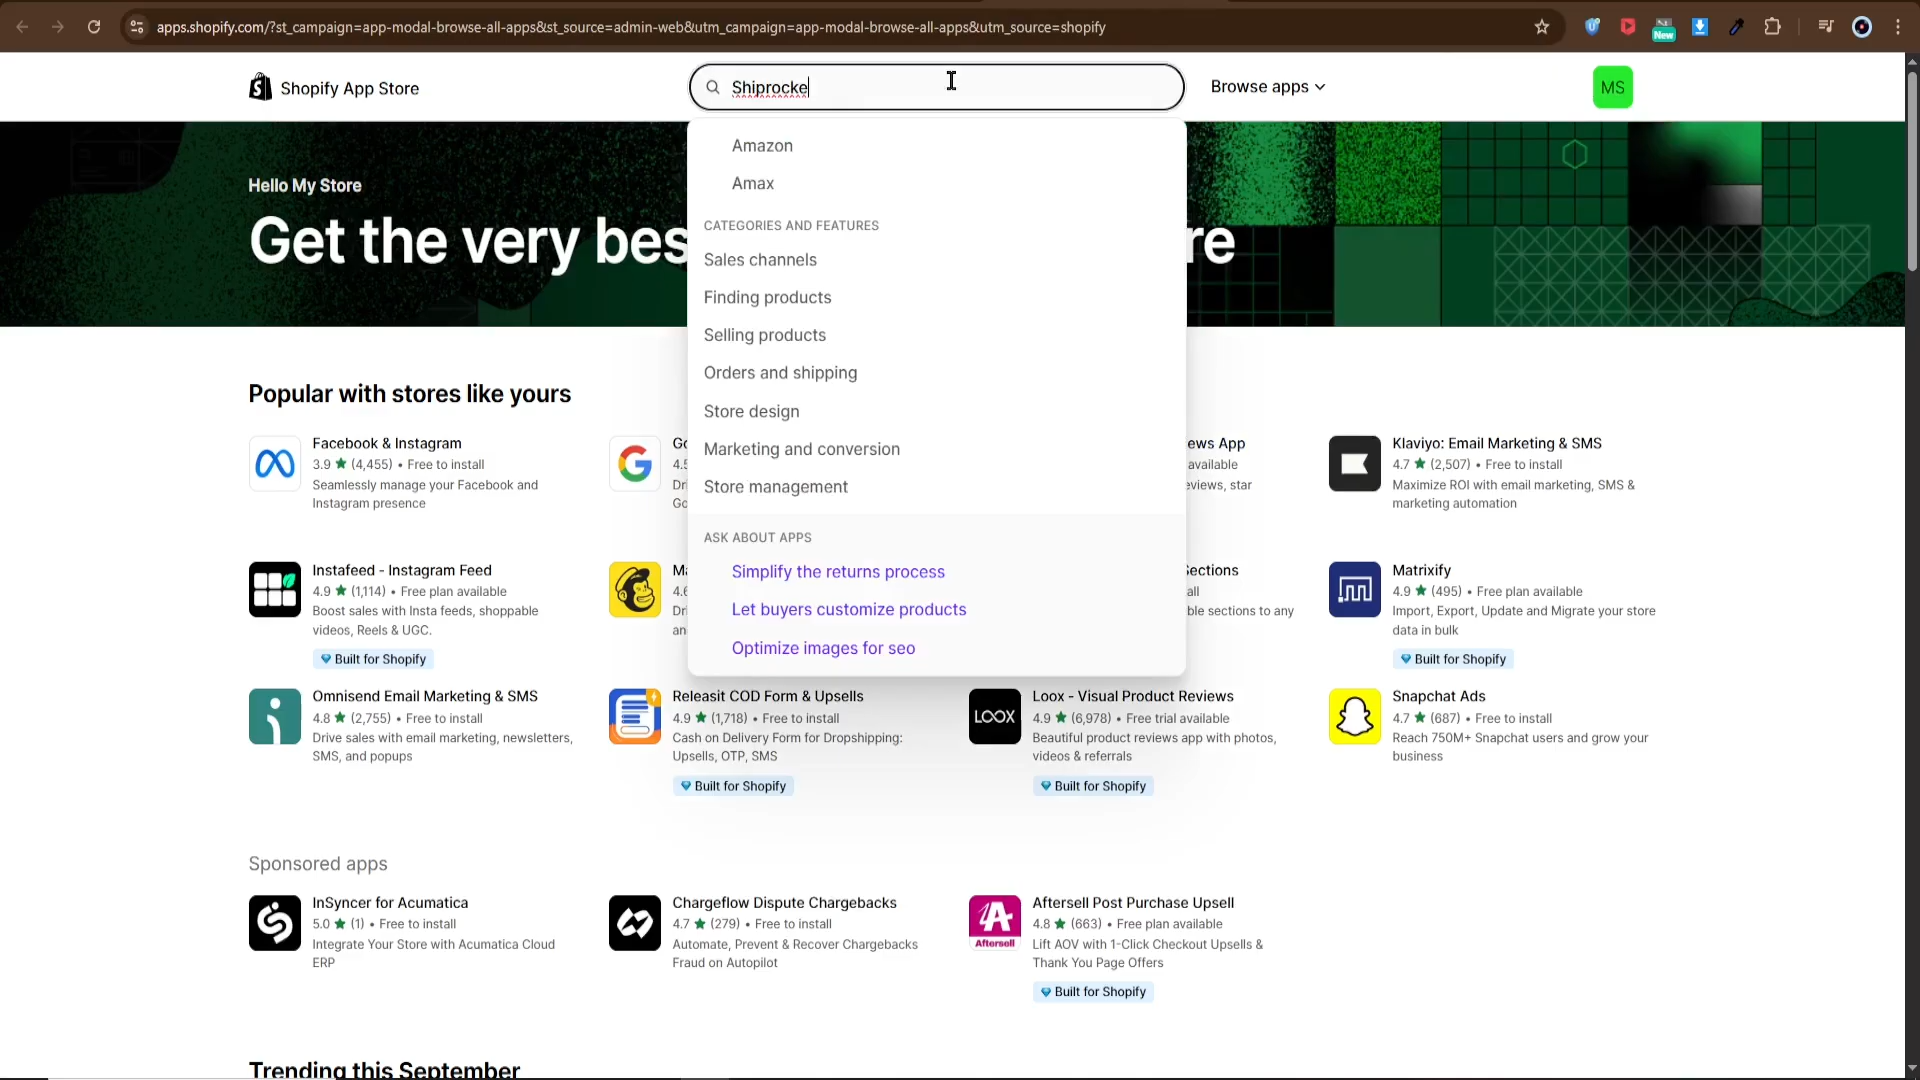 apps.shopify.com/?st_campaign=app-modal-browse-all-apps&st_source=admin-web&utm_campaign=app-modal-browse-all-apps&utm_source=shopify
New
Shopify App Store
Shiprocke
Browse apps
MS
Amazon
Amax
CATEGORIES AND FEATURES
Sales channels
Finding products
Selling products
Orders and shipping
Store design
Marketing and conversion
Store management
ASK ABOUT APPS
Simplify the returns process
Let buyers customize products
Optimize images for seo
Hello My Store
Get the very bes
re
Popular with stores like yours
Facebook & Instagram
3.9 ★ (4,455) • Free to install
Seamlessly manage your Facebook and
Instagram presence
ews App
available
eviews, star
Klaviyo: Email Marketing & SMS
4.7 ★ (2,507) • Free to install
Maximize ROI with email marketing, SMS &
marketing automation
Instafeed - Instagram Feed
4.9 ★ (1,114) • Free plan available
Boost sales with Insta feeds, shoppable
videos, Reels & UGC.
Built for Shopify
Sections
all
ble sections to any
Matrixify
4.9 ★ (495) • Free plan available
Import, Export, Update and Migrate your store
data in bulk
Built for Shopify
Omnisend Email Marketing & SMS
4.8 ★ (2,755) • Free to install
Drive sales with email marketing, newsletters,
SMS, and popups
Releasit COD Form & Upsells
4.9 ★ (1,718) • Free to install
Cash on Delivery Form for Dropshipping:
Upsells, OTP, SMS
Built for Shopify
LOOX
Loox - Visual Product Reviews
4.9 ★ (6,978) • Free trial available
Beautiful product reviews app with photos,
videos & referrals
Built for Shopify
Snapchat Ads
4.7 ★ (687) • Free to install
Reach 750M+ Snapchat users and grow your
business
Sponsored apps
InSyncer for Acumatica
5.0 ★ (1) • Free to install
Integrate Your Store with Acumatica Cloud
ERP
Chargeflow Dispute Chargebacks
4.7 ★ (279) • Free to install
Automate, Prevent & Recover Chargebacks
Fraud on Autopilot
Aftersell
Aftersell Post Purchase Upsell
4.8 ★ (663) • Free plan available
Lift AOV with 1-Click Checkout Upsells &
Thank You Page Offers
Built for Shopify
Trending this September